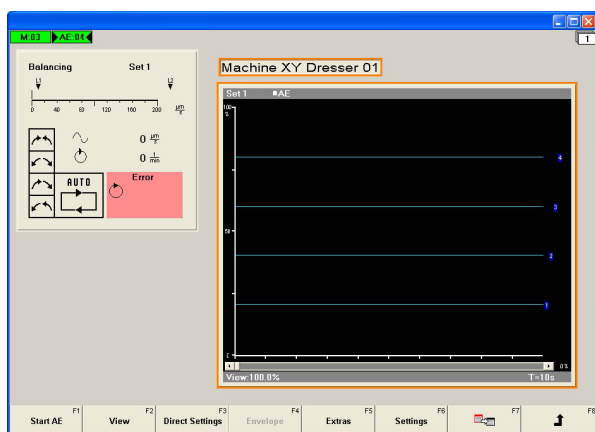 M:03 AE:04
1
Balancing Set 1
L1 L2
0 40 80 120 160 200 µm/s
0 µm/s
0 1/min
AUTO
Error
Machine XY Dresser 01
Set 1 ■AE
100
%
4
3
50
2
1
0%
View:100.0% T=10s
Start AE F1
View F2
Direct Settings F3
Envelope F4
Extras F5
Settings F6
F7
F8